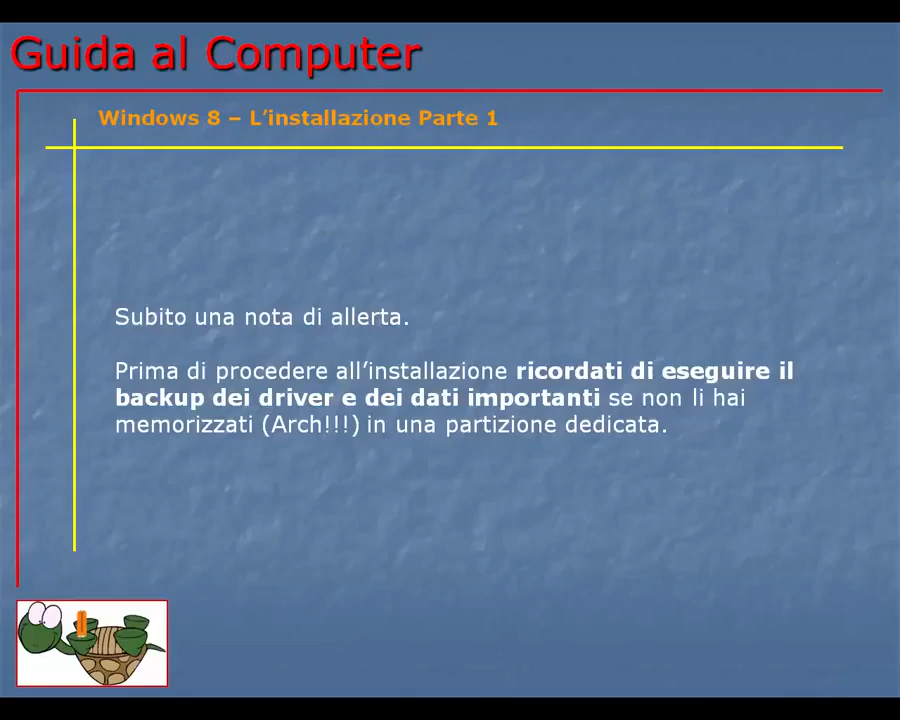 Guida al Computer
Windows 8 – L’installazione Parte 1
Subito una nota di allerta.
Prima di procedere all’installazione ricordati di eseguire il
backup dei driver e dei dati importanti se non li hai
memorizzati (Arch!!!) in una partizione dedicata.